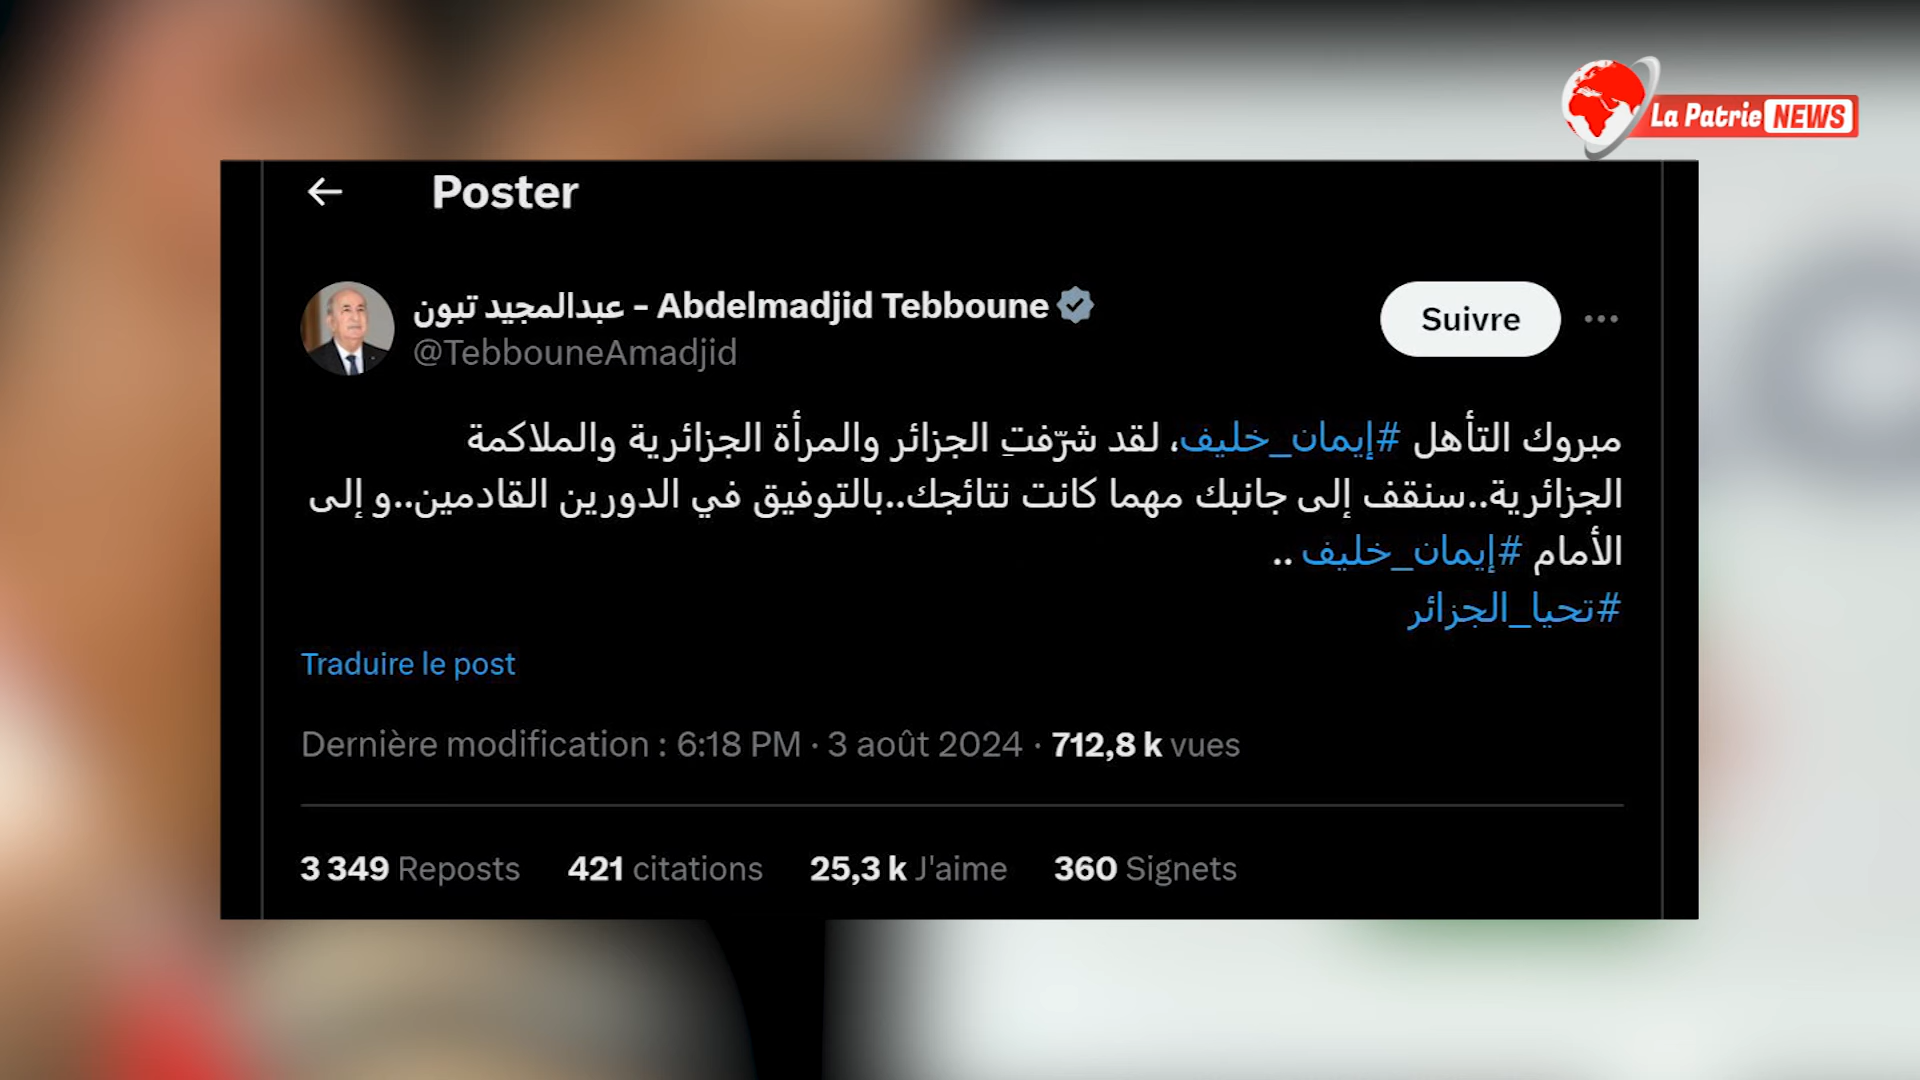 La Patrie NEWS
Poster
عبدالمجيد تبون - Abdelmadjid Tebboune
@TebbouneAmadjid
Suivre
مبروك التأهل #إيمان_خليف، لقد شرّفتِ الجزائر والمرأة الجزائرية والملاكمة
الجزائرية..سنقف إلى جانبك مهما كانت نتائجك..بالتوفيق في الدورين القادمين..و إلى
الأمام #إيمان_خليف ..
#تحيا_الجزائر
Traduire le post
Dernière modification : 6:18 PM · 3 août 2024 · 712,8 k vues
3 349 Reposts 421 citations 25,3 k J'aime 360 Signets